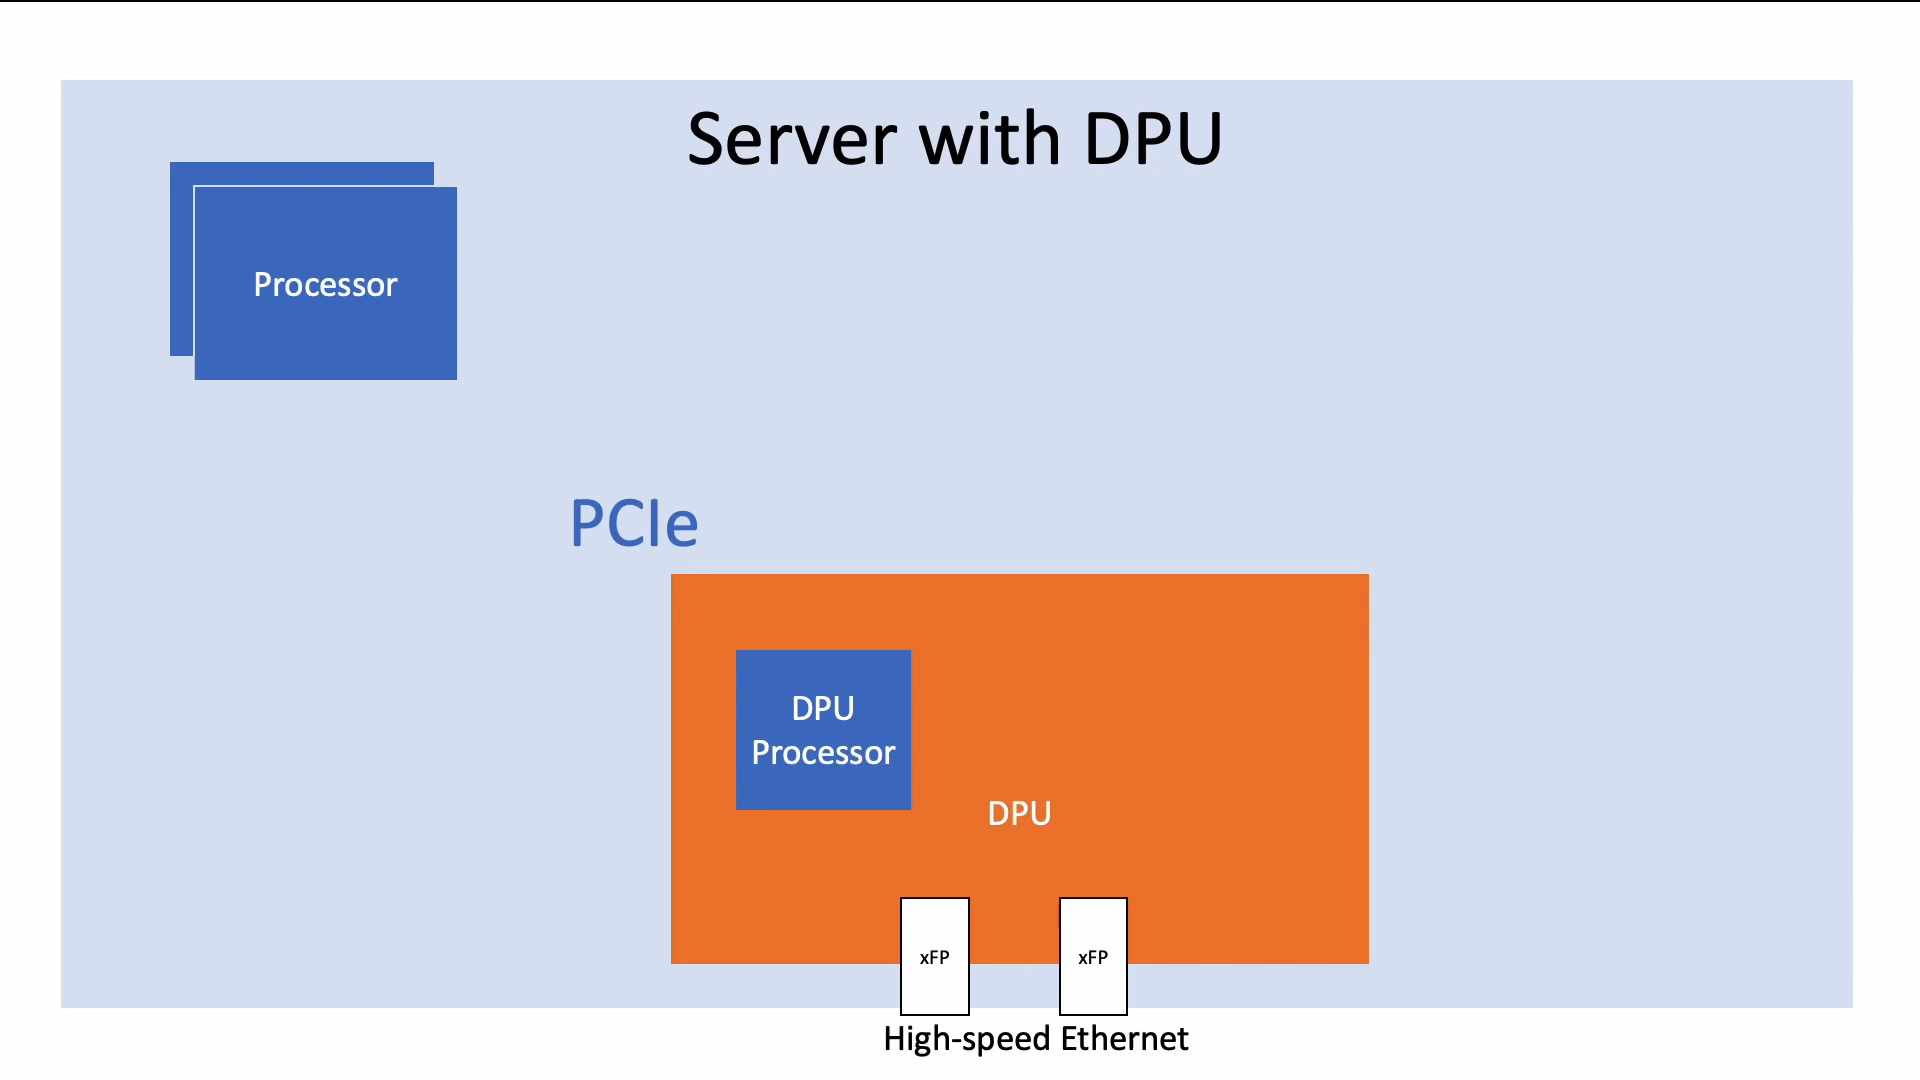 Server with DPU
Processor
PCIe
DPU
Processor
DPU
xFP
xFP
High-speed Ethernet